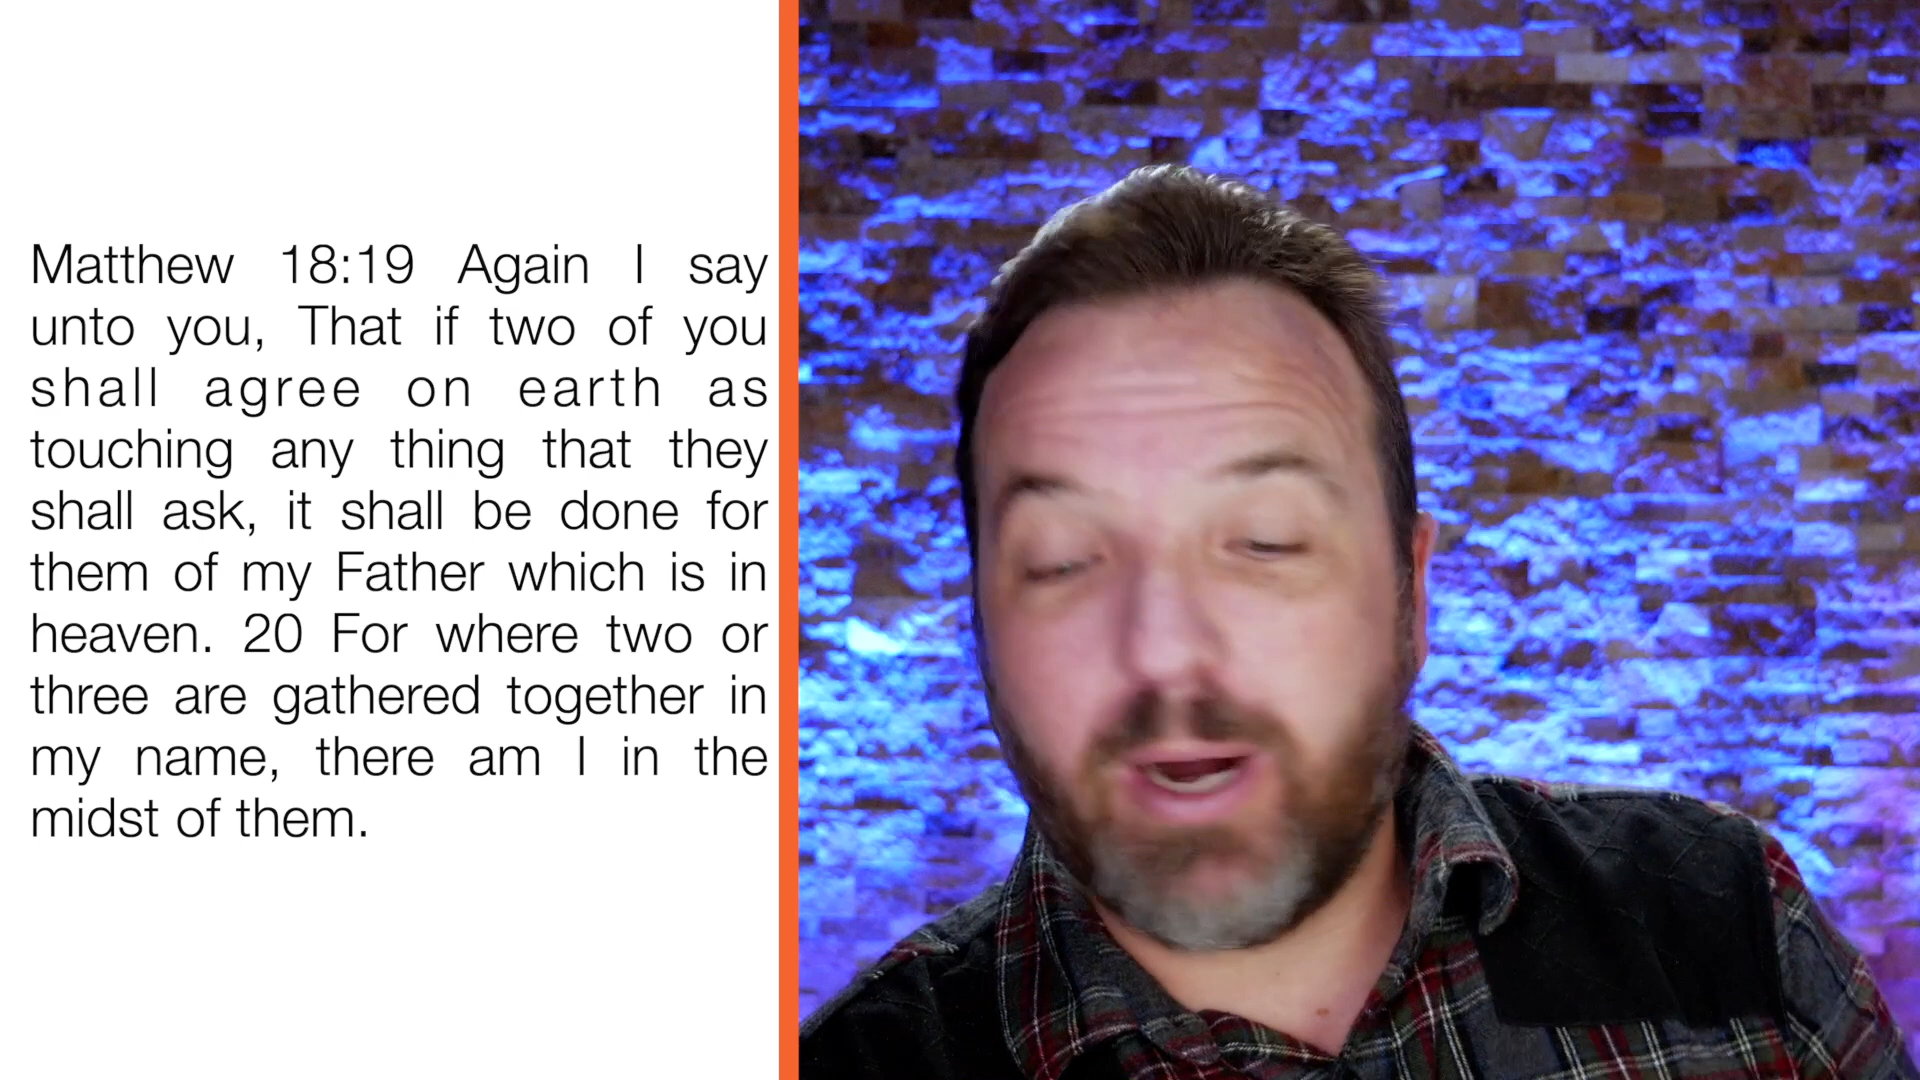 Matthew 18:19 Again I say
unto you, That if two of you
shall agree on earth as
touching any thing that they
shall ask, it shall be done for
them of my Father which is in
heaven. 20 For where two or
three are gathered together in
my name, there am I in the
midst of them.